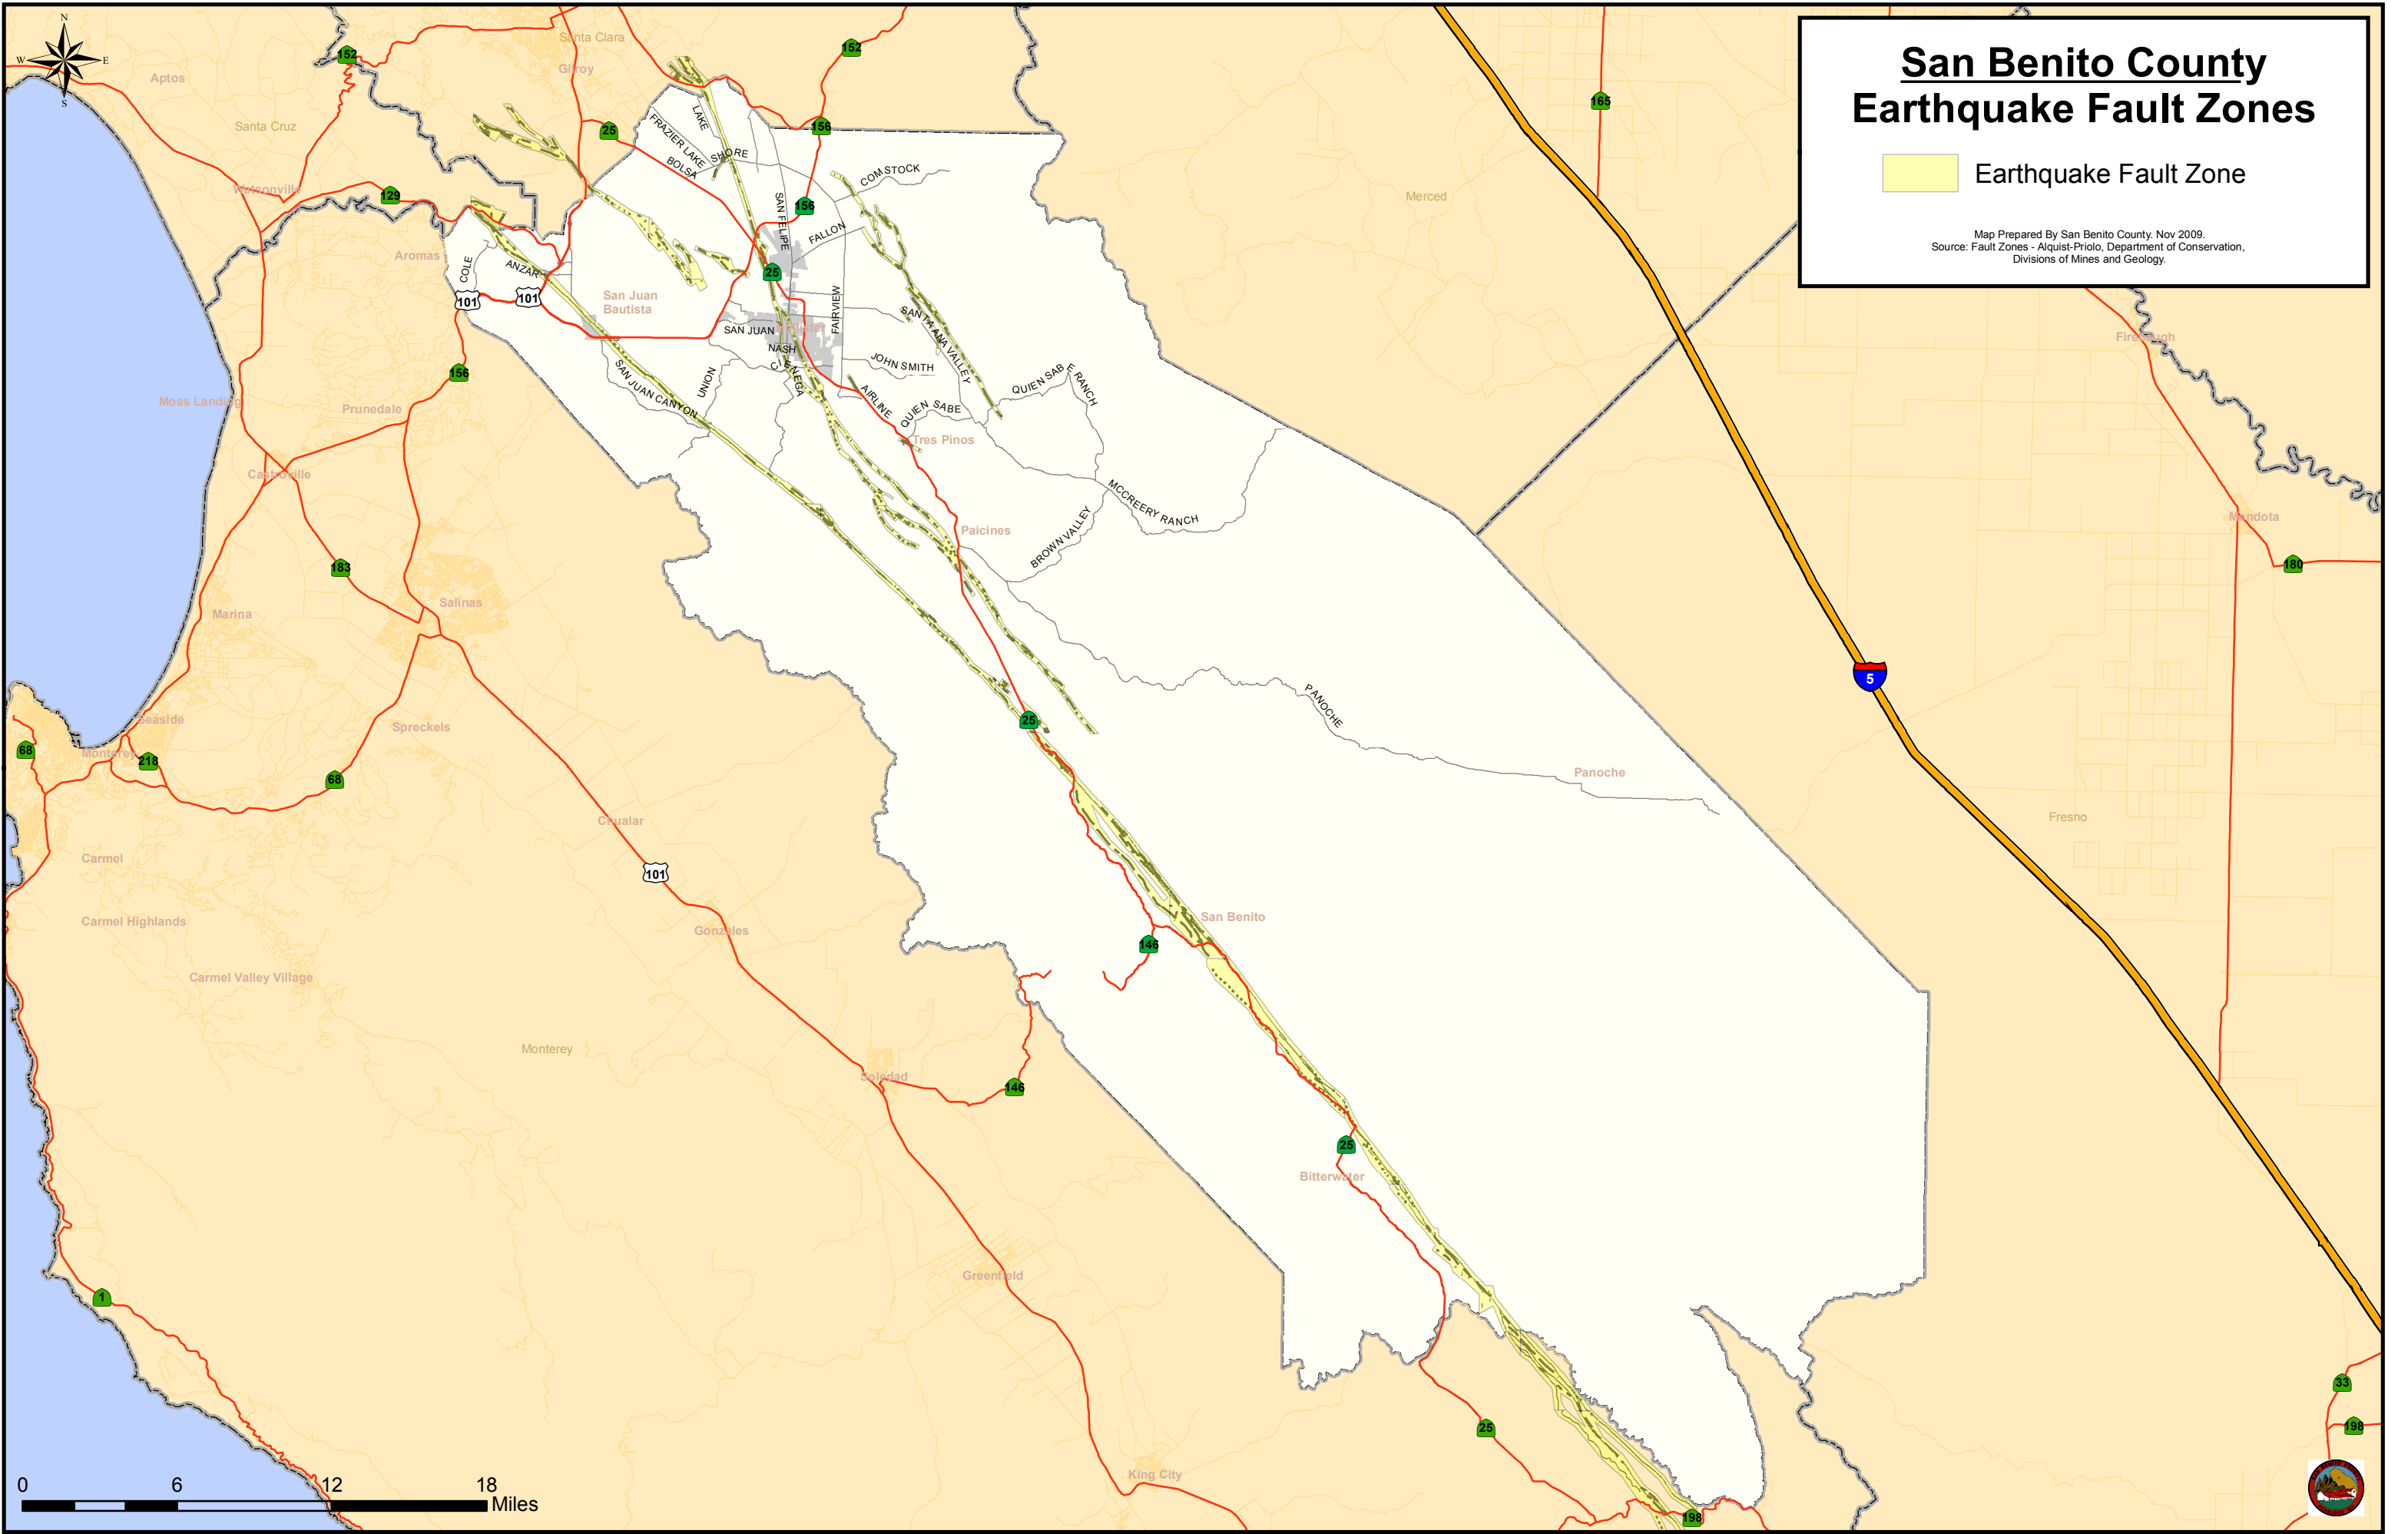 San Benito County
Earthquake Fault Zones
Earthquake Fault Zone
Map Prepared By San Benito County. Nov 2009.
Source: Fault Zones - Alquist-Priolo, Department of Conservation,
Divisions of Mines and Geology.
N
W
E
S
152
Santa Clara
Gilroy
152
Aptos
165
Santa Cruz
25
156
LAKE
FRAZIER LAKE
SHORE
BOLSA
COMSTOCK
Watsonville
129
Merced
156
SAN FELIPE
FALLON
Aromas
COLE
ANZAR
25
101
101
San Juan
Bautista
FAIRVIEW
SANTA ANA VALLEY
SAN JUAN
Hollister
NASH
Firebaugh
156
CIENEGA
JOHN SMITH
SAN JUAN CANYON
UNION
AIRLINE
QUIEN SABE
QUIEN SABE RANCH
Moss Landing
Prunedale
Tres Pinos
Castroville
MCCREERY RANCH
BROWN VALLEY
Paicines
Mendota
183
180
Salinas
Marina
5
PANOCHE
25
Seaside
Spreckels
68
Monterey
218
68
Panoche
Chualar
Fresno
Carmel
101
Carmel Highlands
Gonzales
San Benito
146
Carmel Valley Village
Monterey
Soledad
146
25
Bitterwater
Greenfield
1
33
25
198
King City
0
6
12
18
Miles
198